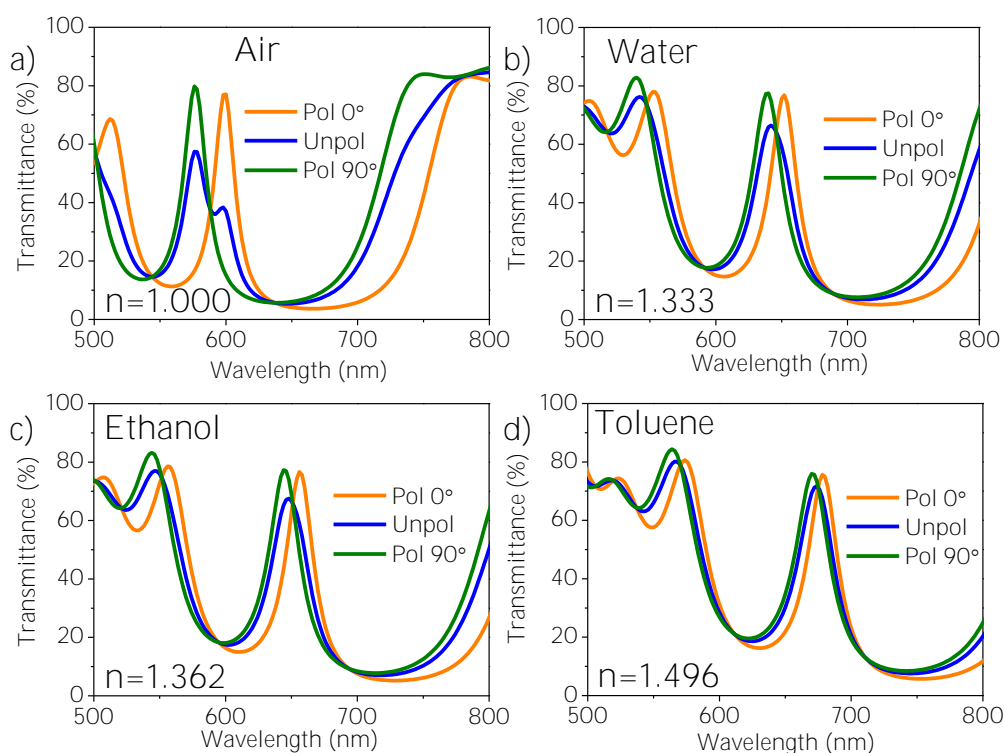 a)
Air
Transmittance (%)
100
80
60
40
20
0
Pol 0°
Unpol
Pol 90°
n=1.000
500
600
700
800
Wavelength (nm)
b)
Water
Transmittance (%)
100
80
60
40
20
0
Pol 0°
Unpol
Pol 90°
n=1.333
500
600
700
800
Wavelength (nm)
c)
Ethanol
Transmittance (%)
100
80
60
40
20
0
Pol 0°
Unpol
Pol 90°
n=1.362
500
600
700
800
Wavelength (nm)
d)
Toluene
Transmittance (%)
100
80
60
40
20
0
Pol 0°
Unpol
Pol 90°
n=1.496
500
600
700
800
Wavelength (nm)